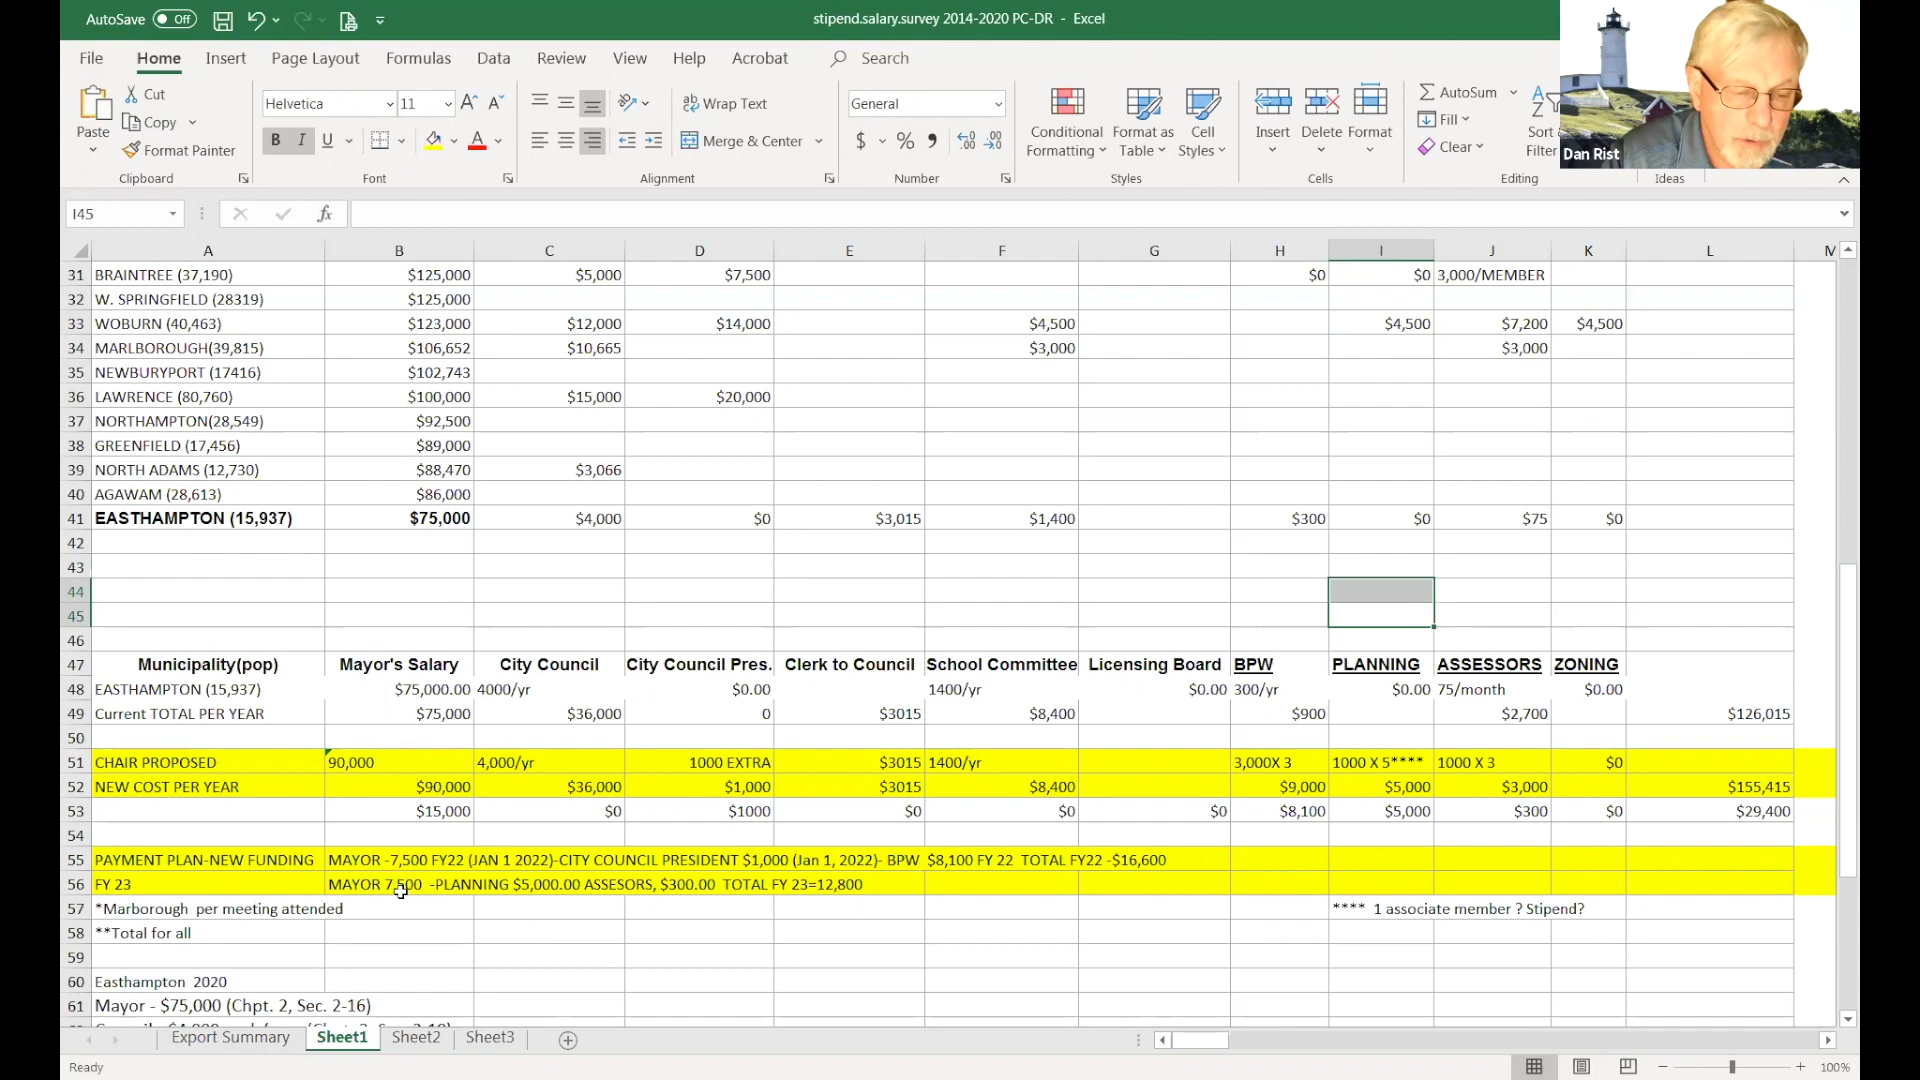 AutoSave Off stipend.salary.survey 2014-2020 PC-DR - Excel
File Home Insert Page Layout Formulas Data Review View Help Acrobat Search
Paste Cut Copy Format Painter Clipboard
Helvetica 11 B I U A Font
ab Wrap Text Merge & Center Alignment
General $ % Number
Conditional Formatting Format as Table Cell Styles Styles
Insert Delete Format Cells
AutoSum Fill Clear Sort Filter Editing Ideas
Dan Rist
I45 fx
A B C D E F G H I J K L M
31 BRAINTREE (37,190) $125,000 $5,000 $7,500 $0 $0 3,000/MEMBER
32 W. SPRINGFIELD (28319) $125,000
33 WOBURN (40,463) $123,000 $12,000 $14,000 $4,500 $4,500 $7,200 $4,500
34 MARLBOROUGH(39,815) $106,652 $10,665 $3,000 $3,000
35 NEWBURYPORT (17416) $102,743
36 LAWRENCE (80,760) $100,000 $15,000 $20,000
37 NORTHAMPTON(28,549) $92,500
38 GREENFIELD (17,456) $89,000
39 NORTH ADAMS (12,730) $88,470 $3,066
40 AGAWAM (28,613) $86,000
41 EASTHAMPTON (15,937) $75,000 $4,000 $0 $3,015 $1,400 $300 $0 $75 $0
42
43
44
45
46
47 Municipality(pop) Mayor's Salary City Council City Council Pres. Clerk to Council School Committee Licensing Board BPW PLANNING ASSESSORS ZONING
48 EASTHAMPTON (15,937) $75,000.00 4000/yr $0.00 1400/yr $0.00 300/yr $0.00 75/month $0.00
49 Current TOTAL PER YEAR $75,000 $36,000 0 $3015 $8,400 $900 $2,700 $126,015
50
51 CHAIR PROPOSED 90,000 4,000/yr 1000 EXTRA $3015 1400/yr 3,000X 3 1000 X 5**** 1000 X 3 $0
52 NEW COST PER YEAR $90,000 $36,000 $1,000 $3015 $8,400 $9,000 $5,000 $3,000 $155,415
53 $15,000 $0 $1000 $0 $0 $0 $8,100 $5,000 $300 $0 $29,400
54
55 PAYMENT PLAN-NEW FUNDING MAYOR -7,500 FY22 (JAN 1 2022)-CITY COUNCIL PRESIDENT $1,000 (Jan 1, 2022)- BPW $8,100 FY 22 TOTAL FY22 -$16,600
56 FY 23 MAYOR 7,500 -PLANNING $5,000.00 ASSESORS, $300.00 TOTAL FY 23=12,800
57 *Marborough per meeting attended **** 1 associate member ? Stipend?
58 **Total for all
59
60 Easthampton 2020
61 Mayor - $75,000 (Chpt. 2, Sec. 2-16)
Export Summary Sheet1 Sheet2 Sheet3
Ready 100%